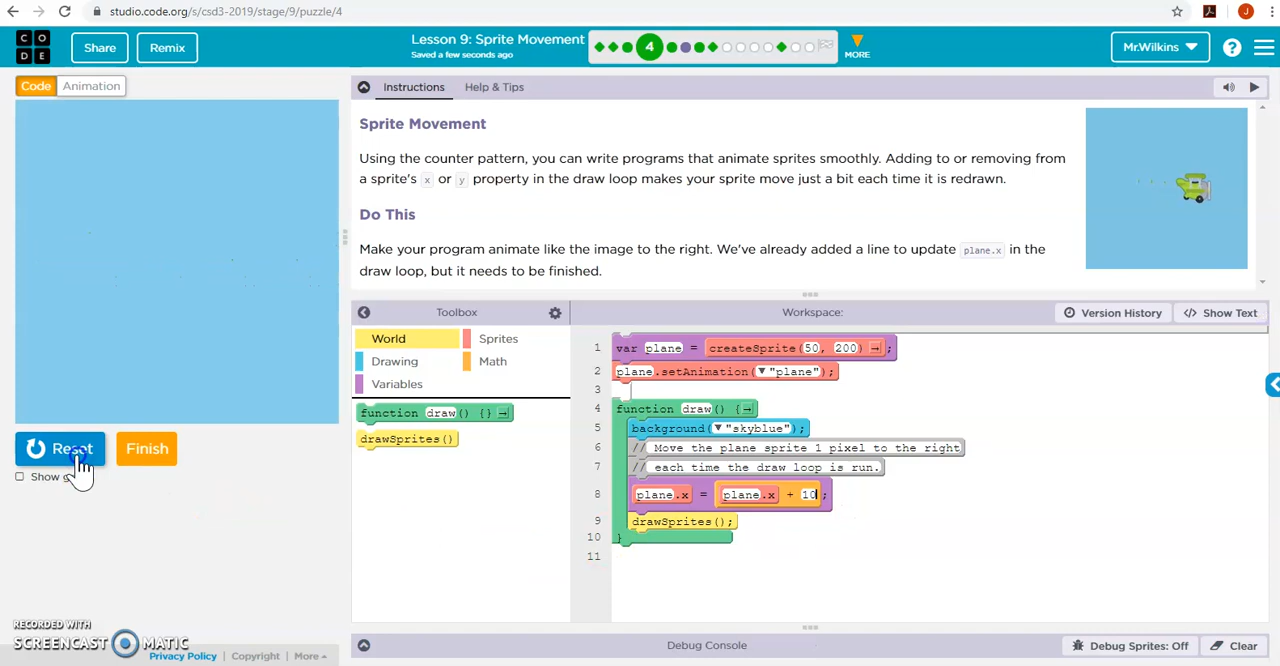 studio.code.org/s/csd3-2019/stage/9/puzzle/4
J
C O
D E
Share
Remix
Lesson 9: Sprite Movement
Saved a few seconds ago
4
MORE
Mr.Wilkins
?
Code
Animation
Instructions
Help & Tips
Sprite Movement
Using the counter pattern, you can write programs that animate sprites smoothly. Adding to or removing from
a sprite's x or y property in the draw loop makes your sprite move just a bit each time it is redrawn.
Do This
Make your program animate like the image to the right. We've already added a line to update plane.x in the
draw loop, but it needs to be finished.
Toolbox
Workspace:
Version History
</> Show Text
World
Sprites
Drawing
Math
Variables
function draw() {}
drawSprites()
1 var plane = createSprite(50, 200);
2 plane.setAnimation("plane");
3
4 function draw() {
5 background("skyblue");
6 // Move the plane sprite 1 pixel to the right
7 // each time the draw loop is run.
8 plane.x = plane.x + 10;
9 drawSprites();
10 }
11
Reset
Finish
Show
Debug Console
Debug Sprites: Off
Clear
RECORDED WITH
SCREENCAST MATIC
Privacy Policy | Copyright | More